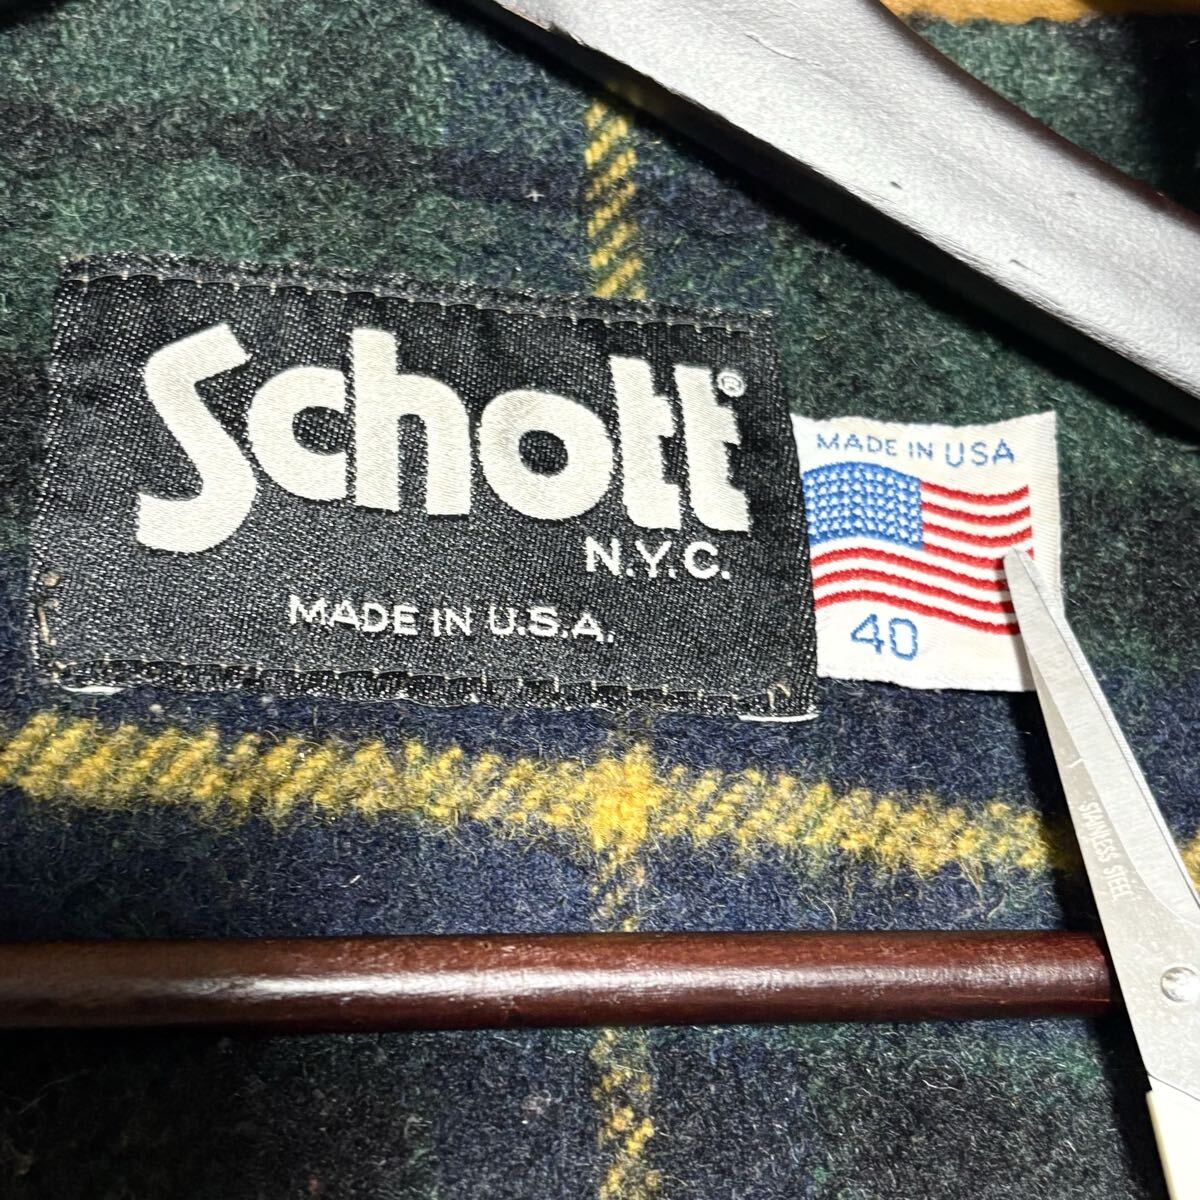 Schott®
N.Y.C.
MADE IN U.S.A.
MADE IN USA
40
STAINLESS STEEL